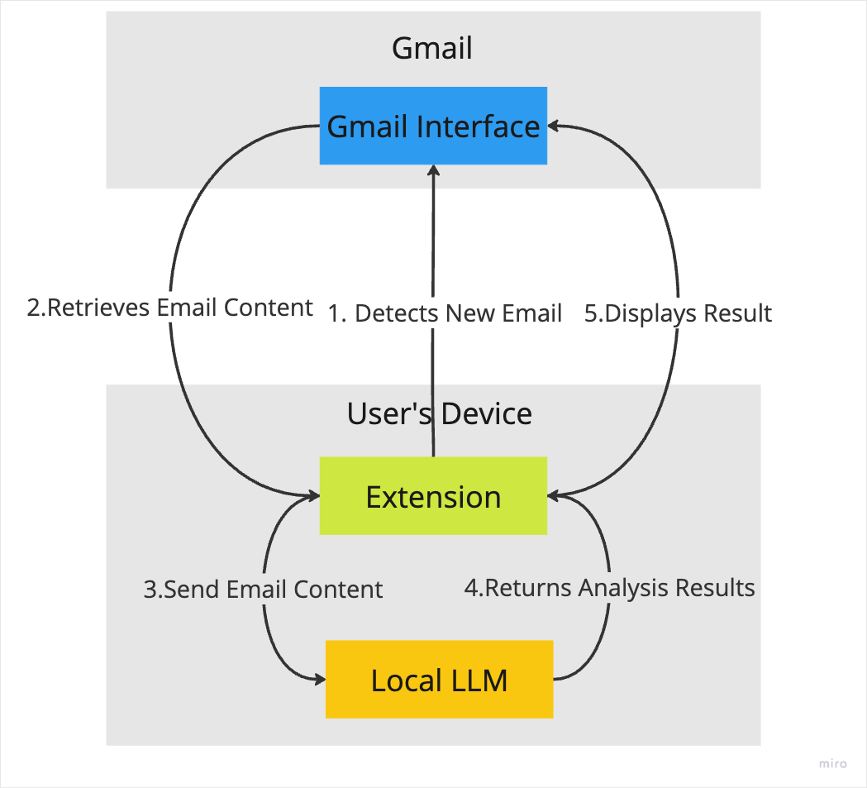 Gmail
Gmail Interface
2.Retrieves Email Content
1. Detects New Email
5.Displays Result
User's Device
Extension
3.Send Email Content
4.Returns Analysis Results
Local LLM
miro